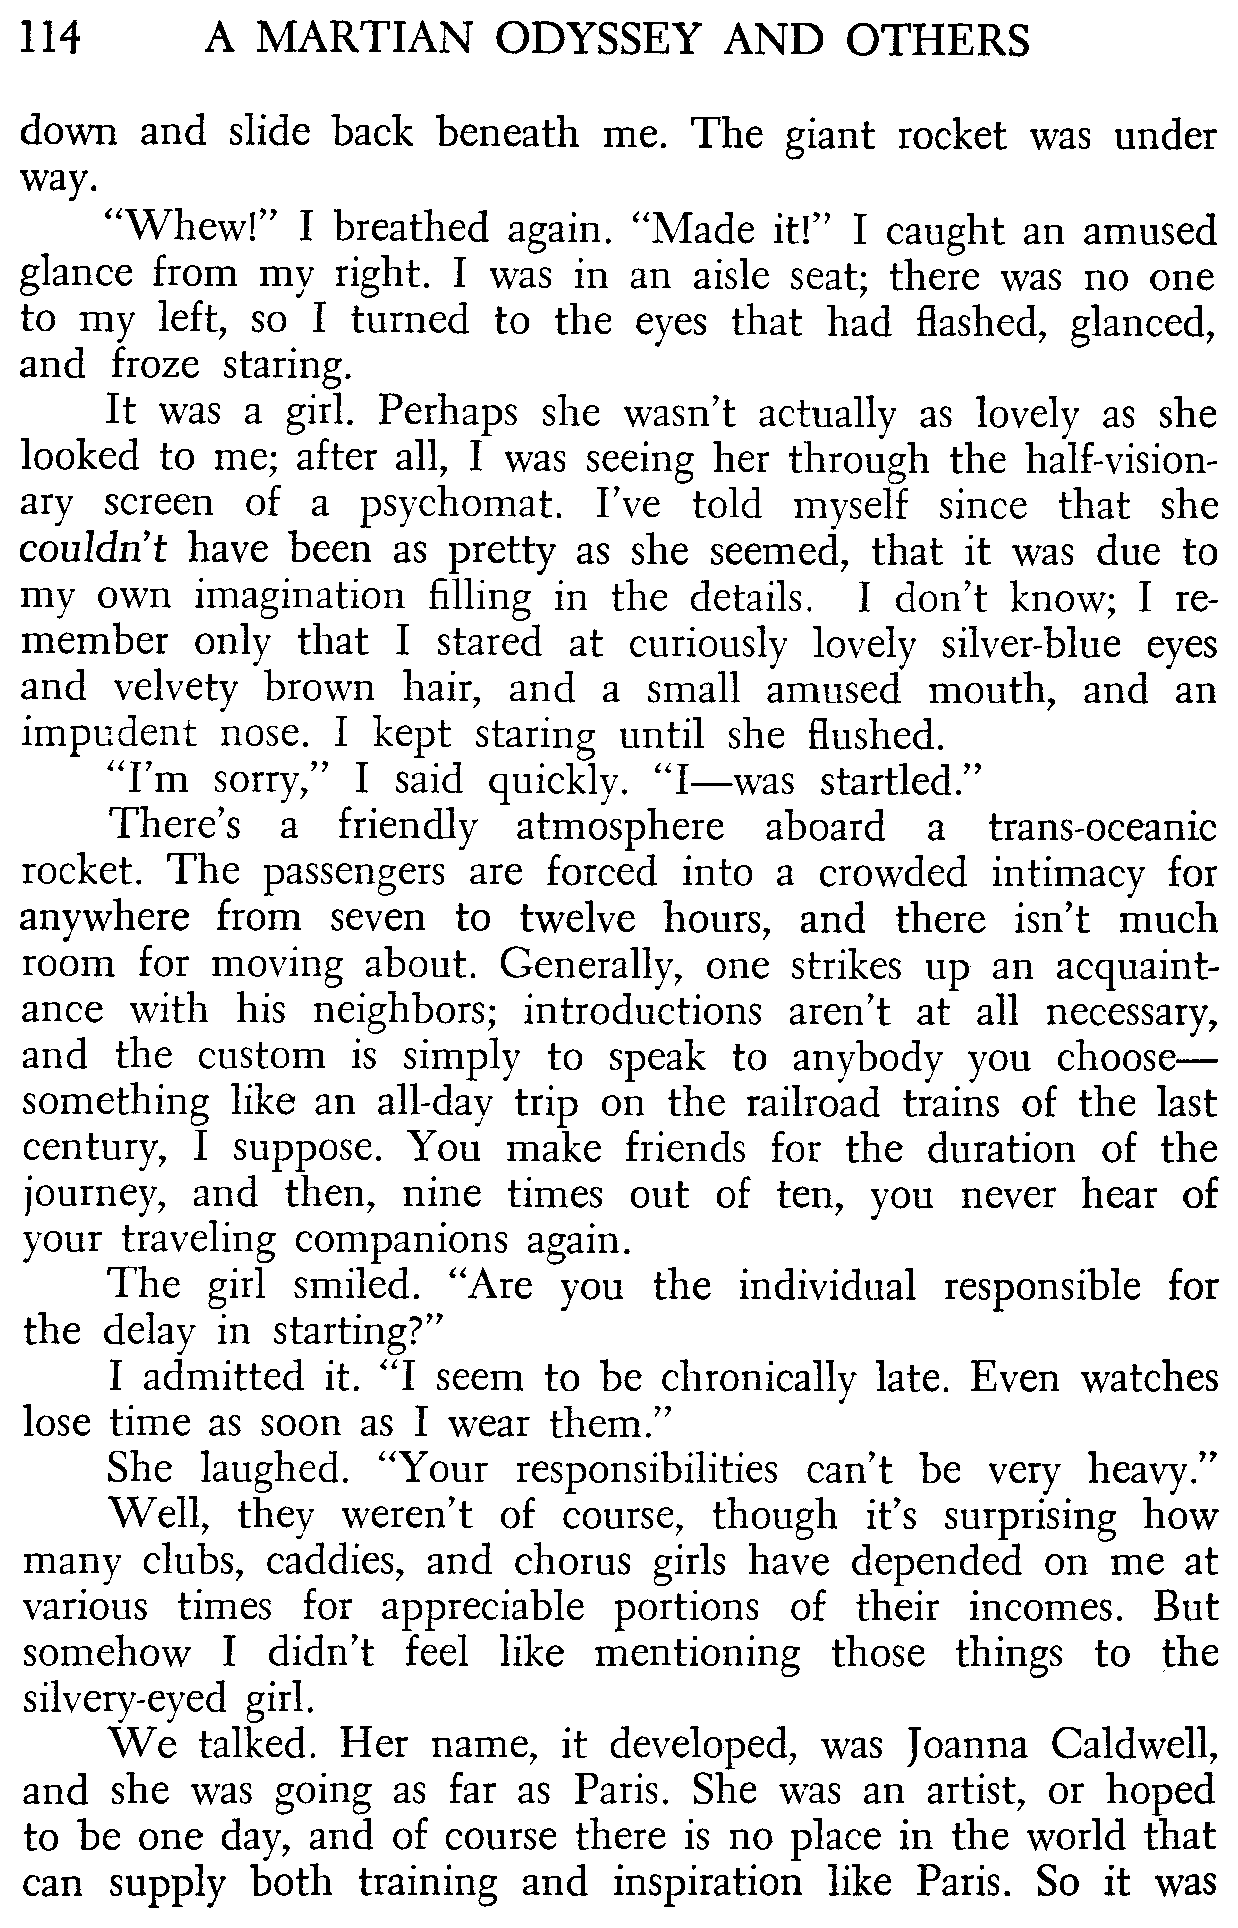 114 A MARTIAN ODYSSEY AND OTHERS
down and slide back beneath me. The giant rocket was under
way.
“Whew!” I breathed again. “Made it!” I caught an amused
glance from my right. I was in an aisle seat; there was no one
to my left, so I turned to the eyes that had flashed, glanced,
and froze staring.
It was a girl. Perhaps she wasn’t actually as lovely as she
looked to me; after all, I was seeing her through the half-vision-
ary screen of a psychomat. I’ve told myself since that she
couldn’t have been as pretty as she seemed, that it was due to
my own imagination filling in the details. I don’t know; I re-
member only that I stared at curiously lovely silver-blue eyes
and velvety brown hair, and a small amused mouth, and an
impudent nose. I kept staring until she flushed.
“I’m sorry,” I said quickly. “I—was startled.”
There’s a friendly atmosphere aboard a trans-oceanic
rocket. The passengers are forced into a crowded intimacy for
anywhere from seven to twelve hours, and there isn’t much
room for moving about. Generally, one strikes up an acquaint-
ance with his neighbors; introductions aren’t at all necessary,
and the custom is simply to speak to anybody you choose—
something like an all-day trip on the railroad trains of the last
century, I suppose. You make friends for the duration of the
journey, and then, nine times out of ten, you never hear of
your traveling companions again.
The girl smiled. “Are you the individual responsible for
the delay in starting?”
I admitted it. “I seem to be chronically late. Even watches
lose time as soon as I wear them.”
She laughed. “Your responsibilities can’t be very heavy.”
Well, they weren’t of course, though it’s surprising how
many clubs, caddies, and chorus girls have depended on me at
various times for appreciable portions of their incomes. But
somehow I didn’t feel like mentioning those things to the
silvery-eyed girl.
We talked. Her name, it developed, was Joanna Caldwell,
and she was going as far as Paris. She was an artist, or hoped
to be one day, and of course there is no place in the world that
can supply both training and inspiration like Paris. So it was